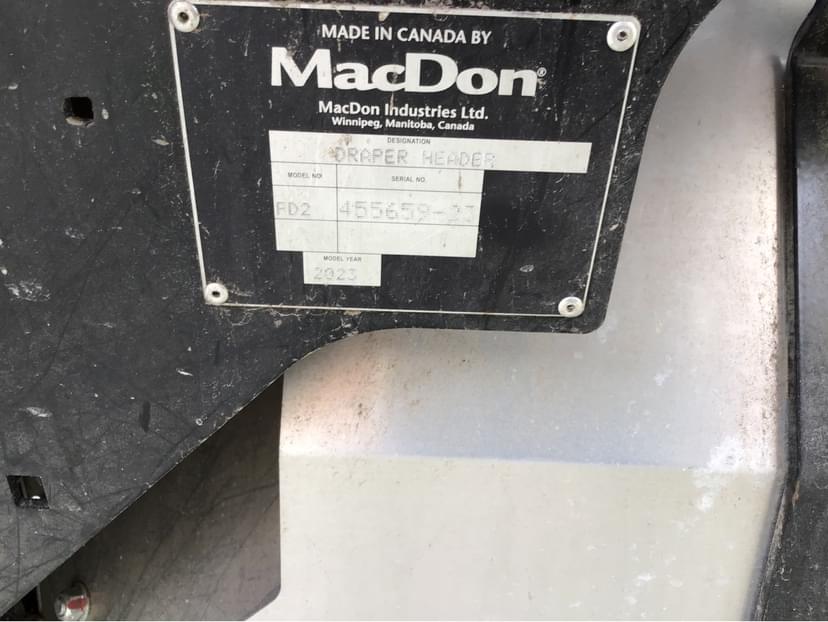 MADE IN CANADA BY
MacDon®
MacDon Industries Ltd.
Winnipeg, Manitoba, Canada
DESIGNATION
DRAPER HEADER
MODEL NO. SERIAL NO.
FD2 455659-23
MODEL YEAR
2023